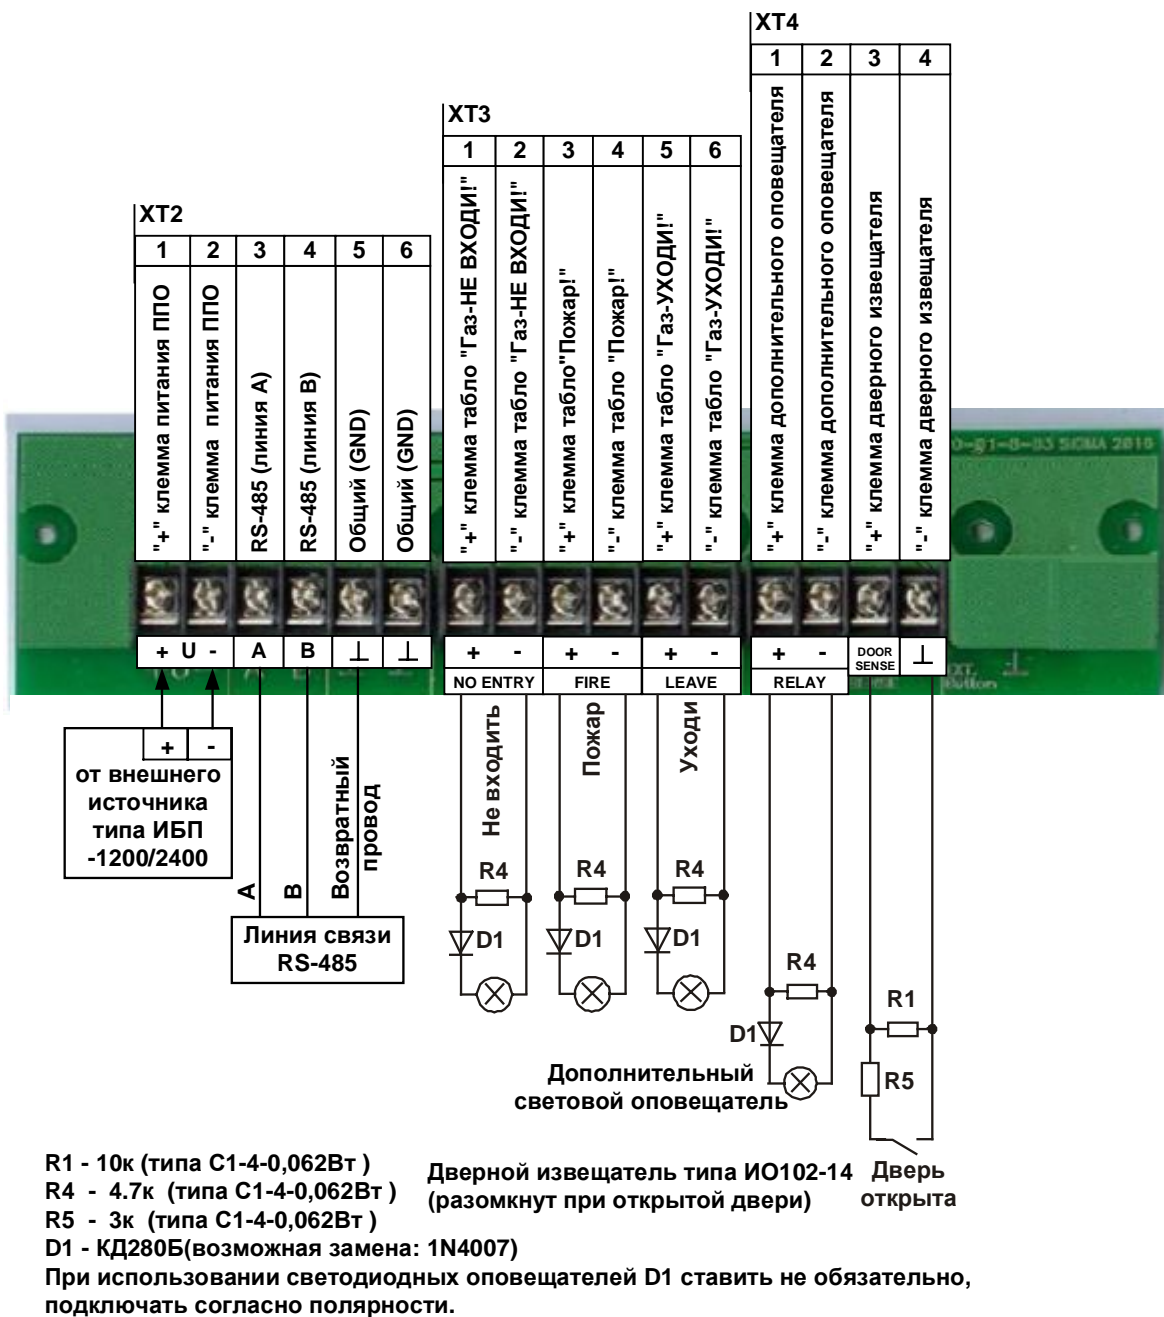 XT4
1 2 3 4
"+" клемма дополнительного оповещателя
"-" клемма дополнительного оповещателя
"+" клемма дверного извещателя
"-" клемма дверного извещателя
XT3
1 2 3 4 5 6
"+" клемма табло "Газ-НЕ ВХОДИ!"
"-" клемма табло "Газ-НЕ ВХОДИ!"
"+" клемма табло"Пожар!"
"-" клемма табло "Пожар!"
"+" клемма табло "Газ-УХОДИ!"
"-" клемма табло "Газ-УХОДИ!"
XT2
1 2 3 4 5 6
"+" клемма питания ППО
"-" клемма питания ППО
RS-485 (линия А)
RS-485 (линия В)
Общий (GND)
Общий (GND)
SIGMA 2010
+ U - A B
+ - + - + -
NO ENTRY FIRE LEAVE
+ -
RELAY
DOOR
SENSE
EXT.
Button
+ -
от внешнего
источника
типа ИБП
-1200/2400
A
B
Возвратный
провод
Линия связи
RS-485
Не входить
Пожар
Уходи
R4 R4 R4
D1 D1 D1
R4
D1
R1
R5
Дополнительный
световой оповещатель
Дверной извещатель типа ИО102-14
(разомкнут при открытой двери)
Дверь
открыта
R1 - 10к (типа С1-4-0,062Вт )
R4 - 4.7к (типа С1-4-0,062Вт )
R5 - 3к (типа С1-4-0,062Вт )
D1 - КД280Б(возможная замена: 1N4007)
При использовании светодиодных оповещателей D1 ставить не обязательно,
подключать согласно полярности.